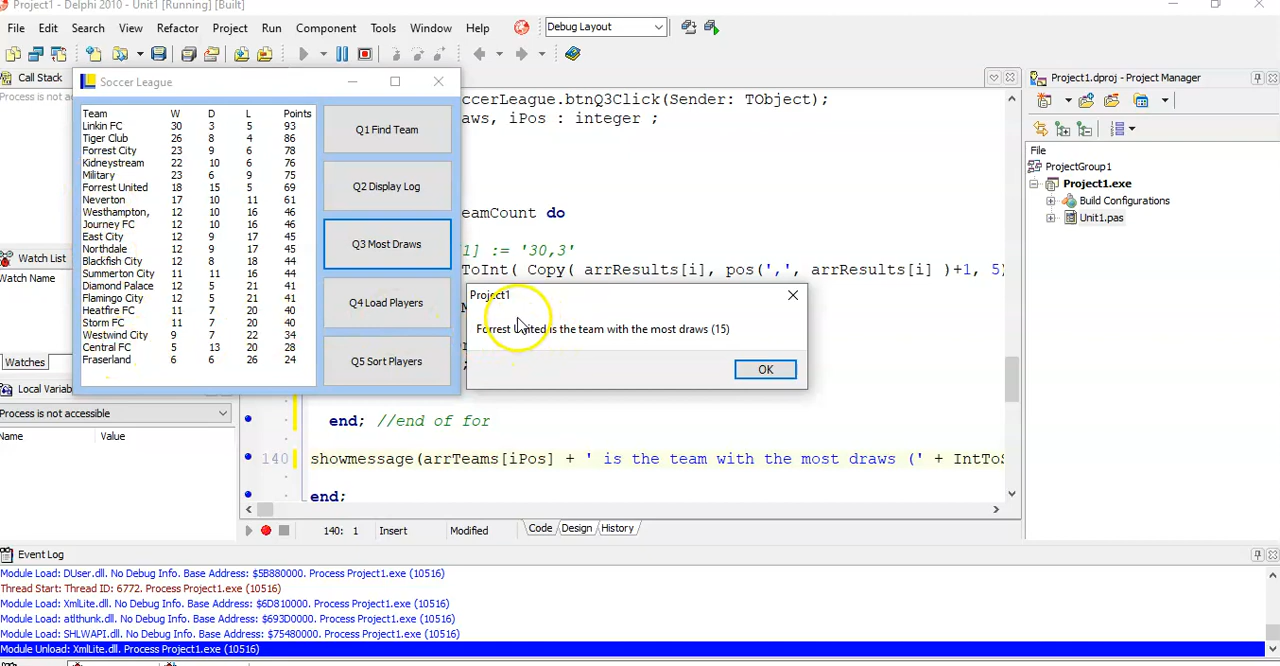 Project1 - Delphi 2010 - Unit1 [Running] [Built]
File Edit Search View Refactor Project Run Component Tools Window Help Debug Layout
Call Stack
Process is not
Soccer League
Team W D L Points
Linkin FC 30 3 5 93
Tiger Club 26 8 4 86
Forrest City 23 9 6 78
Kidneystream 22 10 6 76
Military 23 6 9 75
Forrest United 18 15 5 69
Neverton 17 10 11 61
Westhampton, 12 10 16 46
Journey FC 12 10 16 46
East City 12 9 17 45
Northdale 12 9 17 45
Blackfish City 12 8 18 44
Summerton City 11 11 16 44
Diamond Palace 12 5 21 41
Flamingo City 12 5 21 41
Heatfire FC 11 7 20 40
Storm FC 11 7 20 40
Westwind City 9 7 22 34
Central FC 5 13 20 28
Fraserland 6 6 26 24
Q1 Find Team
Q2 Display Log
Q3 Most Draws
Q4 Load Players
Q5 Sort Players
Watch List
Watch Name
Watches
Local Variab
Process is not accessible
Name Value
ccerLeague.btnQ3Click(Sender: TObject);
aws, iPos : integer ;
eamCount do
1] := '30,3'
ToInt( Copy( arrResults[i], pos(',', arrResults[i] )+1, 5)
Project1
Forrest United is the team with the most draws (15)
OK
end; //end of for
140 showmessage(arrTeams[iPos] + ' is the team with the most draws (' + IntToS
end;
140: 1 Insert Modified Code Design History
Project1.dproj - Project Manager
File
ProjectGroup1
Project1.exe
Build Configurations
Unit1.pas
Event Log
Module Load: DUser.dll. No Debug Info. Base Address: $5B880000. Process Project1.exe (10516)
Thread Start: Thread ID: 6772. Process Project1.exe (10516)
Module Load: XmlLite.dll. No Debug Info. Base Address: $6D810000. Process Project1.exe (10516)
Module Load: atlthunk.dll. No Debug Info. Base Address: $693D0000. Process Project1.exe (10516)
Module Load: SHLWAPI.dll. No Debug Info. Base Address: $75480000. Process Project1.exe (10516)
Module Unload: XmlLite.dll. Process Project1.exe (10516)